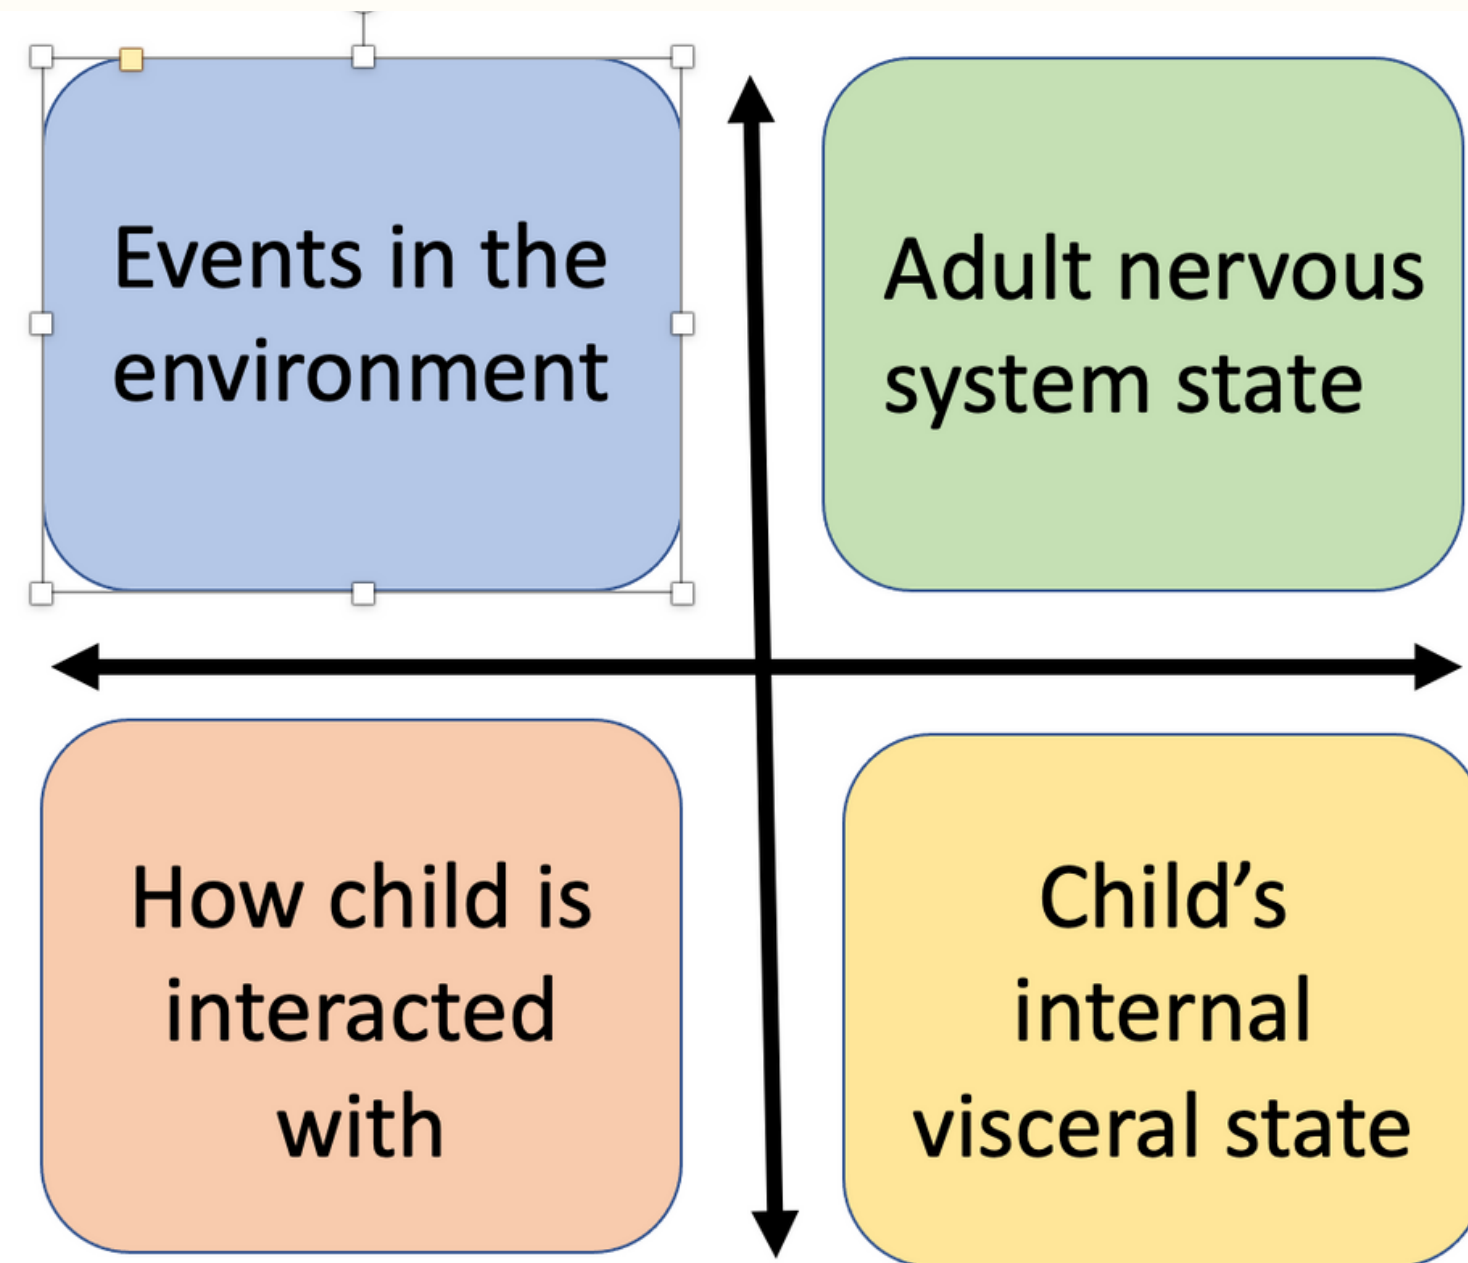 Events in the
environment
Adult nervous
system state
How child is
interacted
with
Child’s
internal
visceral state